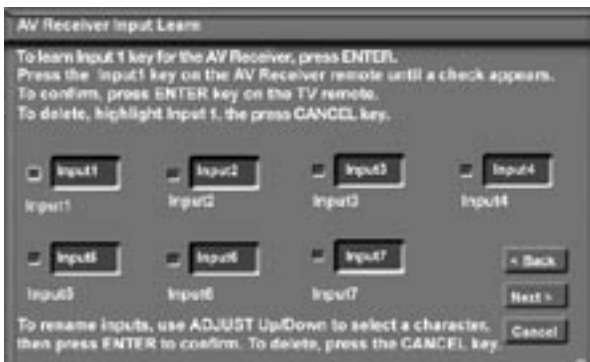 AV Receiver Input Learn
To learn Input 1 key for the AV Receiver, press ENTER.
Press the Input1 key on the AV Receiver remote until a check appears.
To confirm, press ENTER key on the TV remote.
To delete, highlight Input 1, the press CANCEL key.
Input1 Input2 Input3 Input4
Input1 Input2 Input3 Input4
Input5 Input6 Input7
< Back
Input5 Input6 Input7
Next >
To rename inputs, use ADJUST Up/Down to select a character,
then press ENTER to confirm. To delete, press the CANCEL key.
Cancel